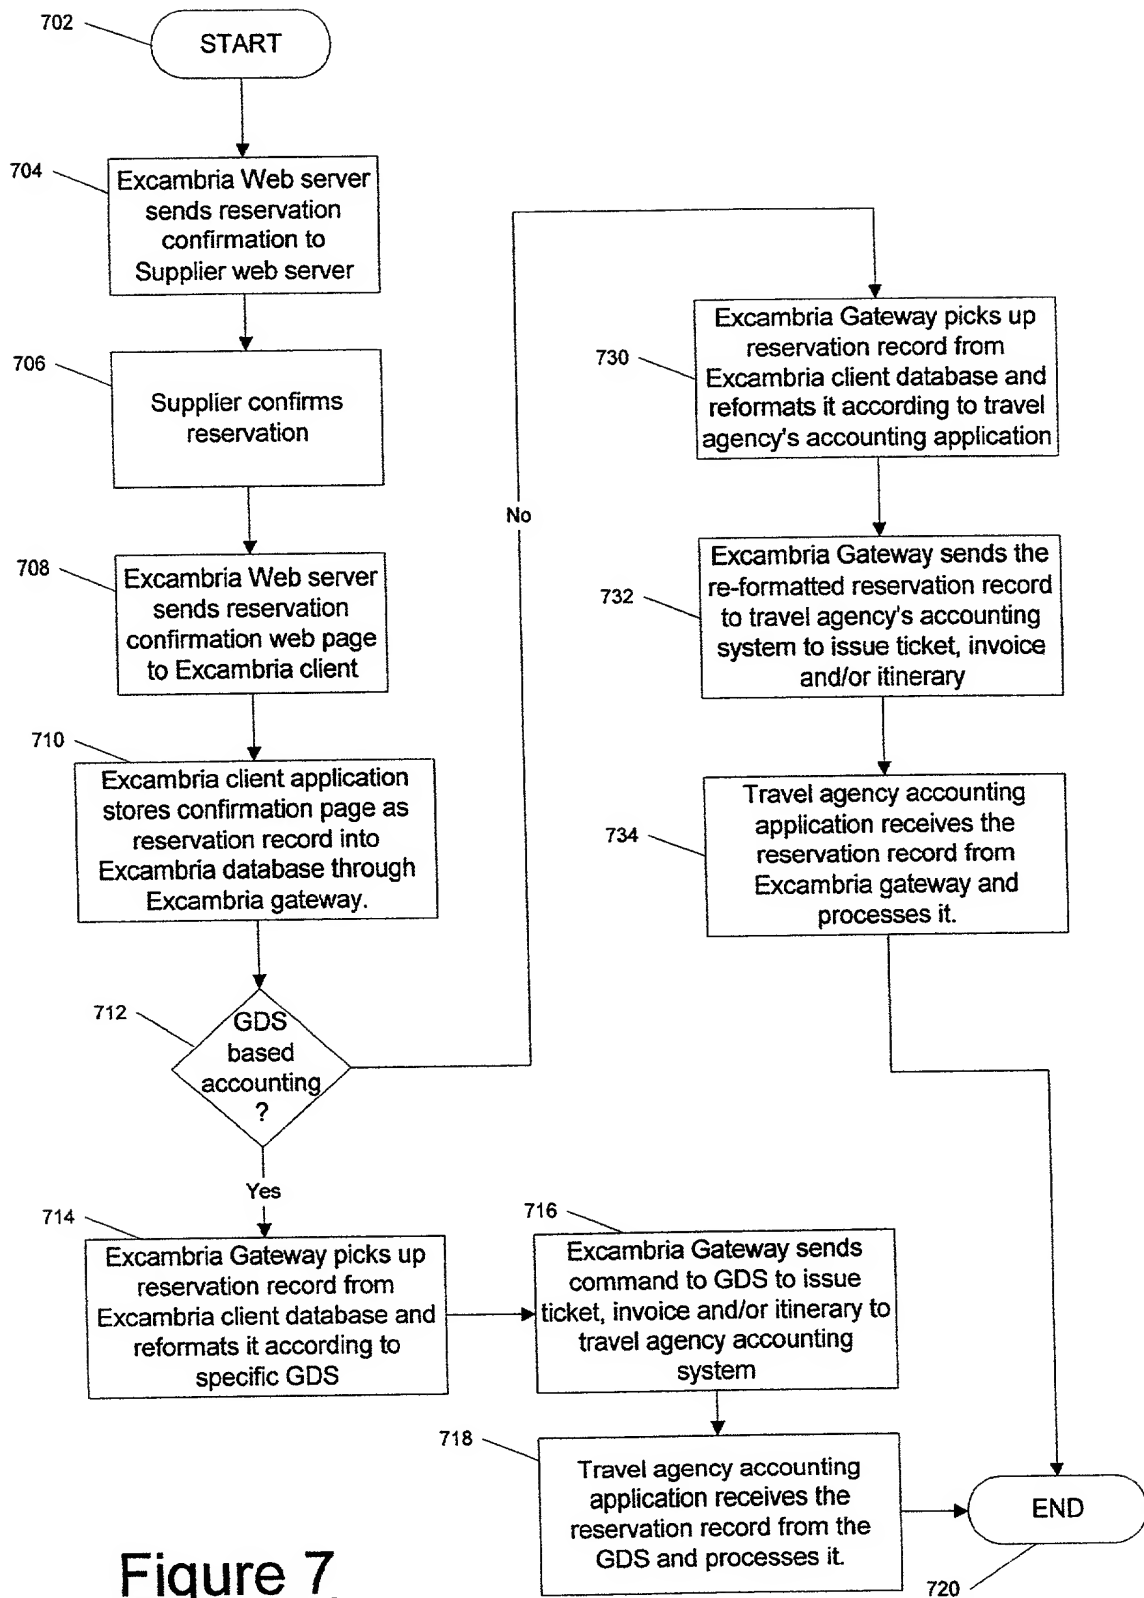 702
START
704
Excambria Web server
sends reservation
confirmation to
Supplier web server
706
Supplier confirms
reservation
708
Excambria Web server
sends reservation
confirmation web page
to Excambria client
710
Excambria client application
stores confirmation page as
reservation record into
Excambria database through
Excambria gateway.
712
GDS
based
accounting
?
Yes
714
Excambria Gateway picks up
reservation record from
Excambria client database and
reformats it according to
specific GDS
716
Excambria Gateway sends
command to GDS to issue
ticket, invoice and/or itinerary to
travel agency accounting
system
718
Travel agency accounting
application receives the
reservation record from the
GDS and processes it.
No
730
Excambria Gateway picks up
reservation record from
Excambria client database and
reformats it according to travel
agency's accounting application
732
Excambria Gateway sends the
re-formatted reservation record
to travel agency's accounting
system to issue ticket, invoice
and/or itinerary
734
Travel agency accounting
application receives the
reservation record from
Excambria gateway and
processes it.
END
720
Figure 7